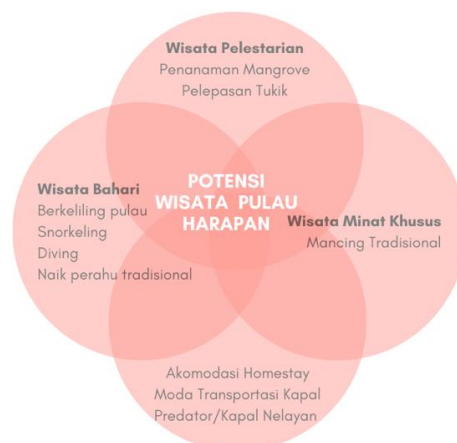 Wisata Pelestarian
Penanaman Mangrove
Pelepasan Tukik
POTENSI
WISATA PULAU
HARAPAN
Wisata Bahari
Berkeliling pulau
Snorkeling
Diving
Naik perahu tradisional
Wisata Minat Khusus
Mancing Tradisional
Akomodasi Homestay
Moda Transportasi Kapal
Predator/Kapal Nelayan